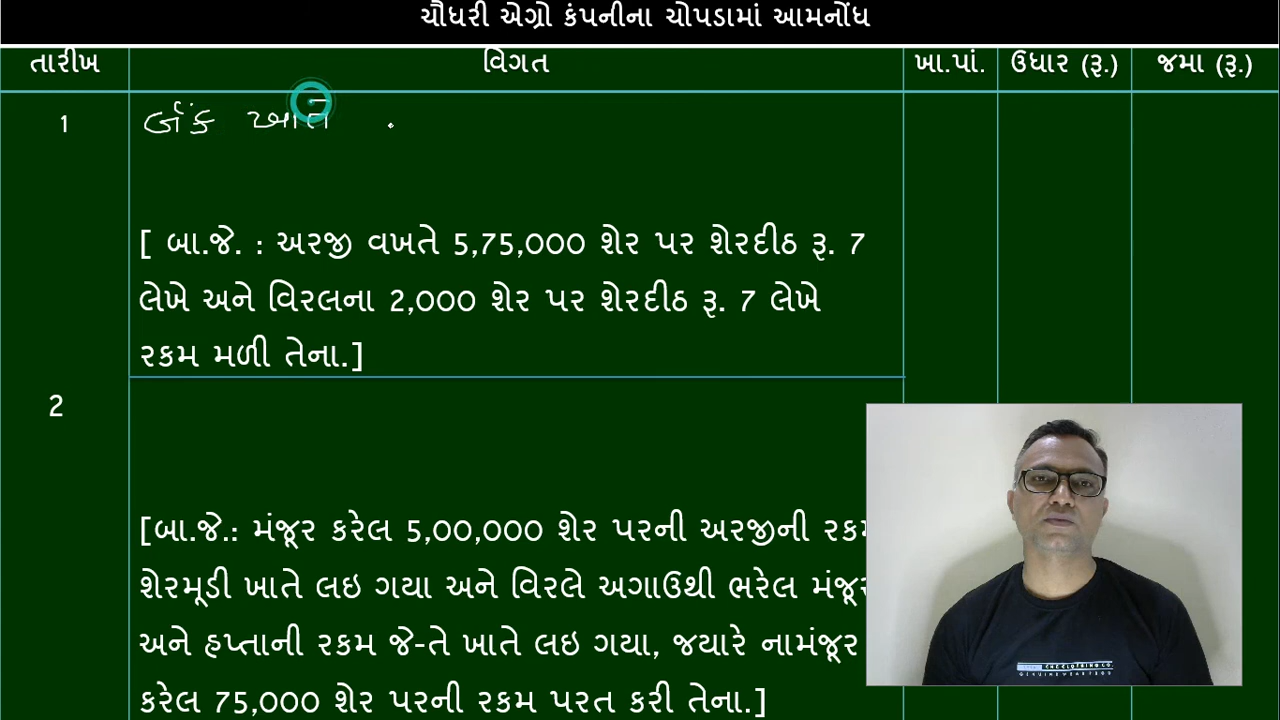 ચૌધરી એગ્રો કંપનીના ચોપડામાં આમનોંધ
તારીખ વિગત ખા.પાં. ઉધાર (રૂ.) જમા (રૂ.)
1 બૅંક ખાતે
[ બા.જે. : અરજી વખતે 5,75,000 શેર પર શેરદીઠ રૂ. 7
લેખે અને વિરલના 2,000 શેર પર શેરદીઠ રૂ. 7 લેખે
રકમ મળી તેના.]
2
[બા.જે.: મંજૂર કરેલ 5,00,000 શેર પરની અરજીની
શેરમૂડી ખાતે લઇ ગયા અને વિરલે અગાઉથી ભરેલ
અને હપ્તાની રકમ જે-તે ખાતે લઇ ગયા, જયારે નામંજૂર
કરેલ 75,000 શેર પરની રકમ પરત કરી તેના.]